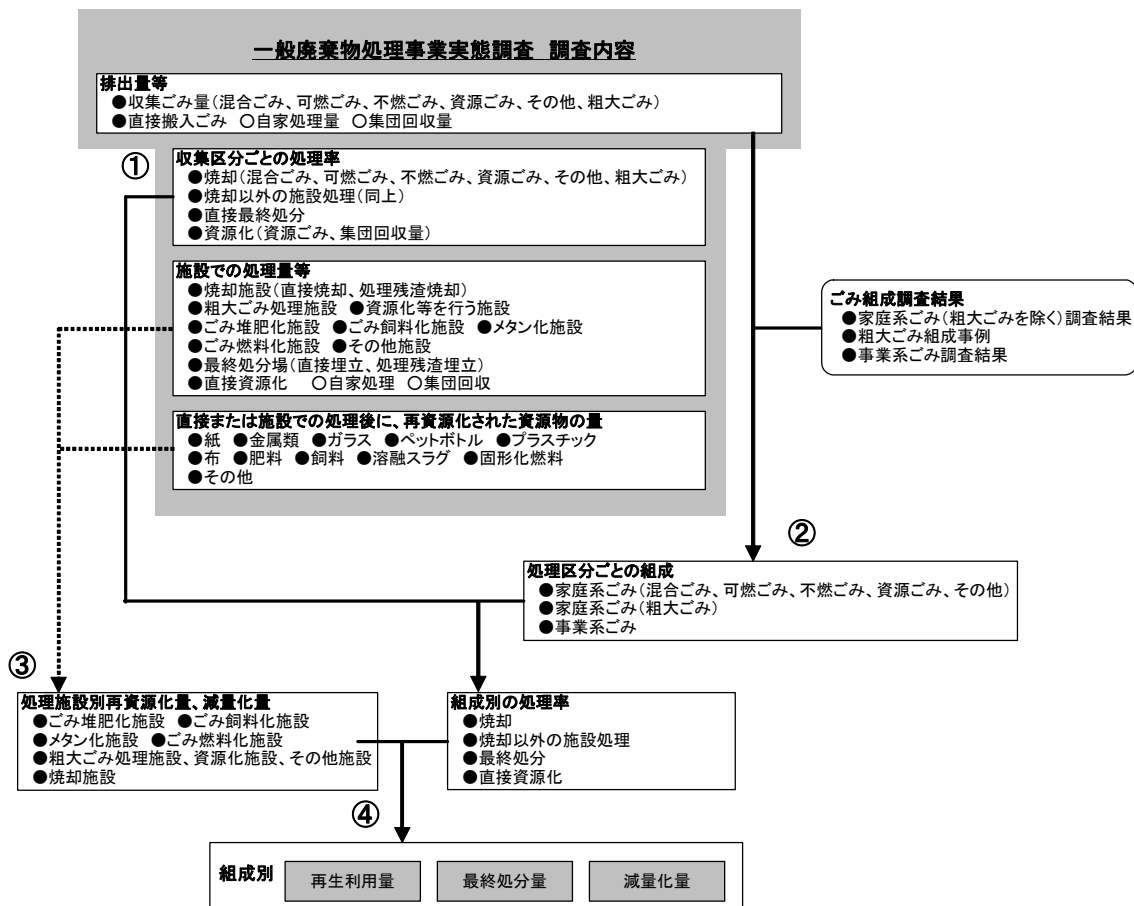 一般廃棄物処理事業実態調査 調査内容
排出量等
●収集ごみ量(混合ごみ、可燃ごみ、不燃ごみ、資源ごみ、その他、粗大ごみ)
●直接搬入ごみ ○自家処理量 ○集団回収量
①
収集区分ごとの処理率
●焼却(混合ごみ、可燃ごみ、不燃ごみ、資源ごみ、その他、粗大ごみ)
●焼却以外の施設処理(同上)
●直接最終処分
●資源化(資源ごみ、集団回収量)
施設での処理量等
●焼却施設(直接焼却、処理残渣焼却)
●粗大ごみ処理施設 ●資源化等を行う施設
●ごみ堆肥化施設 ●ごみ飼料化施設 ●メタン化施設
●ごみ燃料化施設 ●その他施設
●最終処分場(直接埋立、処理残渣埋立)
●直接資源化 ○自家処理 ○集団回収
ごみ組成調査結果
●家庭系ごみ(粗大ごみを除く)調査結果
●粗大ごみ組成事例
●事業系ごみ調査結果
直接または施設での処理後に、再資源化された資源物の量
●紙 ●金属類 ●ガラス ●ペットボトル ●プラスチック
●布 ●肥料 ●飼料 ●溶融スラグ ●固形化燃料
●その他
②
処理区分ごとの組成
●家庭系ごみ(混合ごみ、可燃ごみ、不燃ごみ、資源ごみ、その他)
●家庭系ごみ(粗大ごみ)
●事業系ごみ
③
処理施設別再資源化量、減量化量
●ごみ堆肥化施設 ●ごみ飼料化施設
●メタン化施設 ●ごみ燃料化施設
●粗大ごみ処理施設、資源化施設、その他施設
●焼却施設
組成別の処理率
●焼却
●焼却以外の施設処理
●最終処分
●直接資源化
④
組成別 再生利用量 最終処分量 減量化量